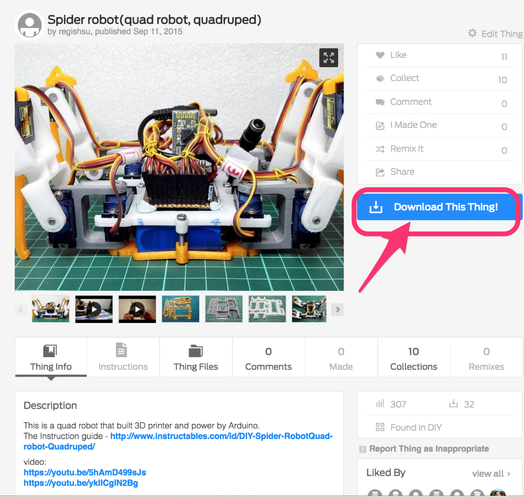 Spider robot(quad robot, quadruped)
by regishsu, published Sep 11, 2015
Edit Thing
Like 11
Collect 10
Comment 0
I Made One 0
Remix It 0
Share
Download This Thing!
Thing Info
Instructions
Thing Files
0
Comments
0
Made
10
Collections
0
Remixes
Description
This is a quad robot that built 3D printer and power by Arduino.
The Instruction guide - http://www.instructables.com/id/DIY-Spider-RobotQuad-
robot-Quadruped/
video:
https://youtu.be/5hAmD499sJs
https://youtu.be/ykIICgIN2Bg
307 32
Found in DIY
Report Thing as Inappropriate
Liked By view all